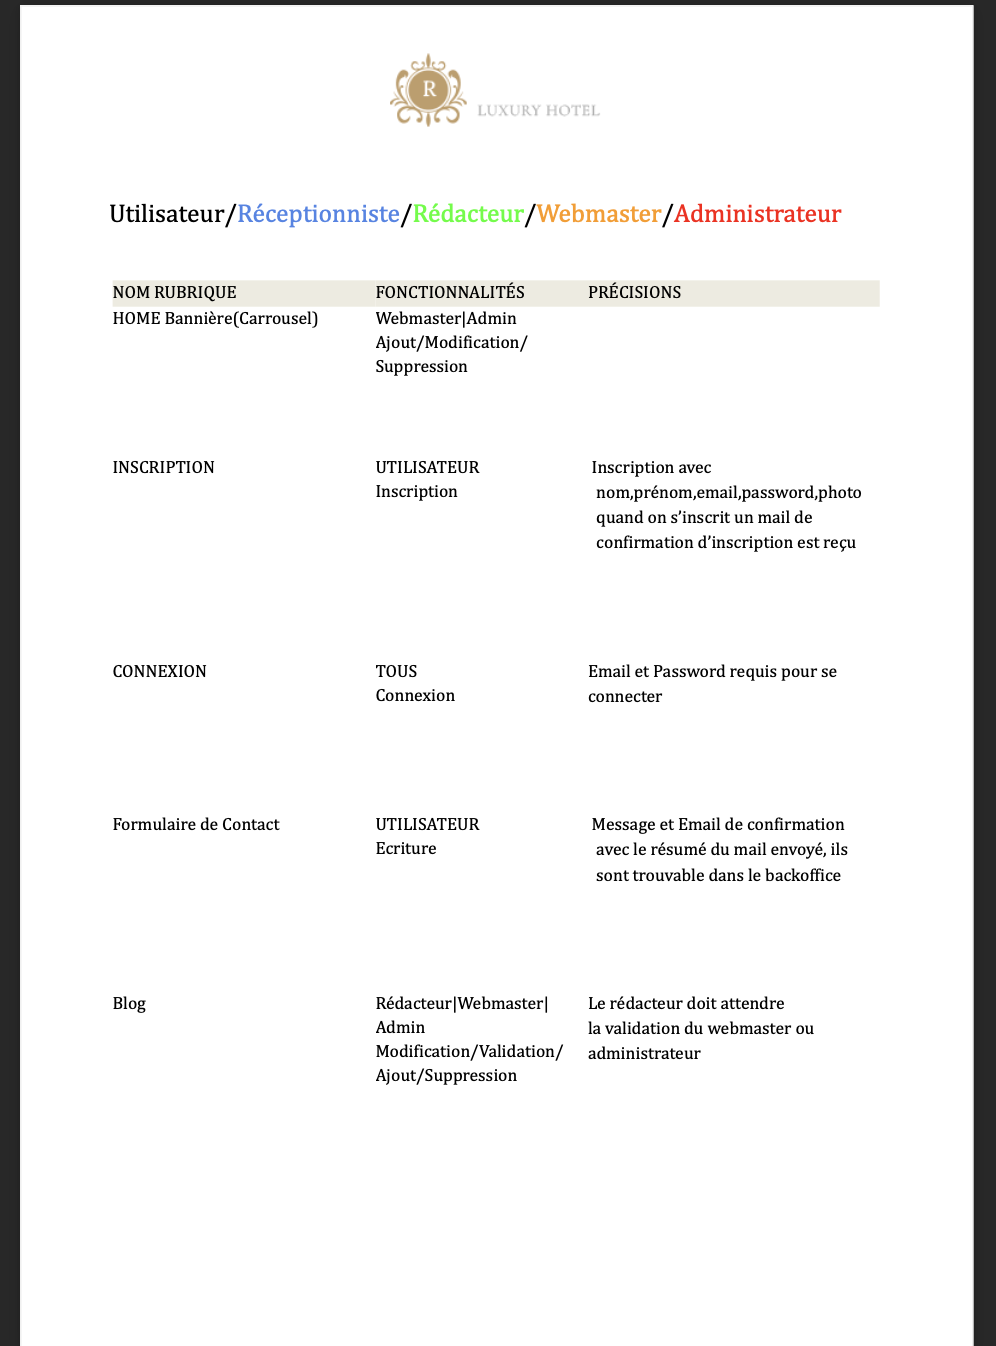 R
LUXURY HOTEL
Utilisateur/Réceptionniste/Rédacteur/Webmaster/Administrateur
NOM RUBRIQUE FONCTIONNALITÉS PRÉCISIONS
HOME Bannière(Carrousel) Webmaster|Admin
Ajout/Modification/
Suppression
INSCRIPTION UTILISATEUR Inscription avec
Inscription nom,prénom,email,password,photo
quand on s’inscrit un mail de
confirmation d’inscription est reçu
CONNEXION TOUS Email et Password requis pour se
Connexion connecter
Formulaire de Contact UTILISATEUR Message et Email de confirmation
Ecriture avec le résumé du mail envoyé, ils
sont trouvable dans le backoffice
Blog Rédacteur|Webmaster| Le rédacteur doit attendre
Admin la validation du webmaster ou
Modification/Validation/ administrateur
Ajout/Suppression